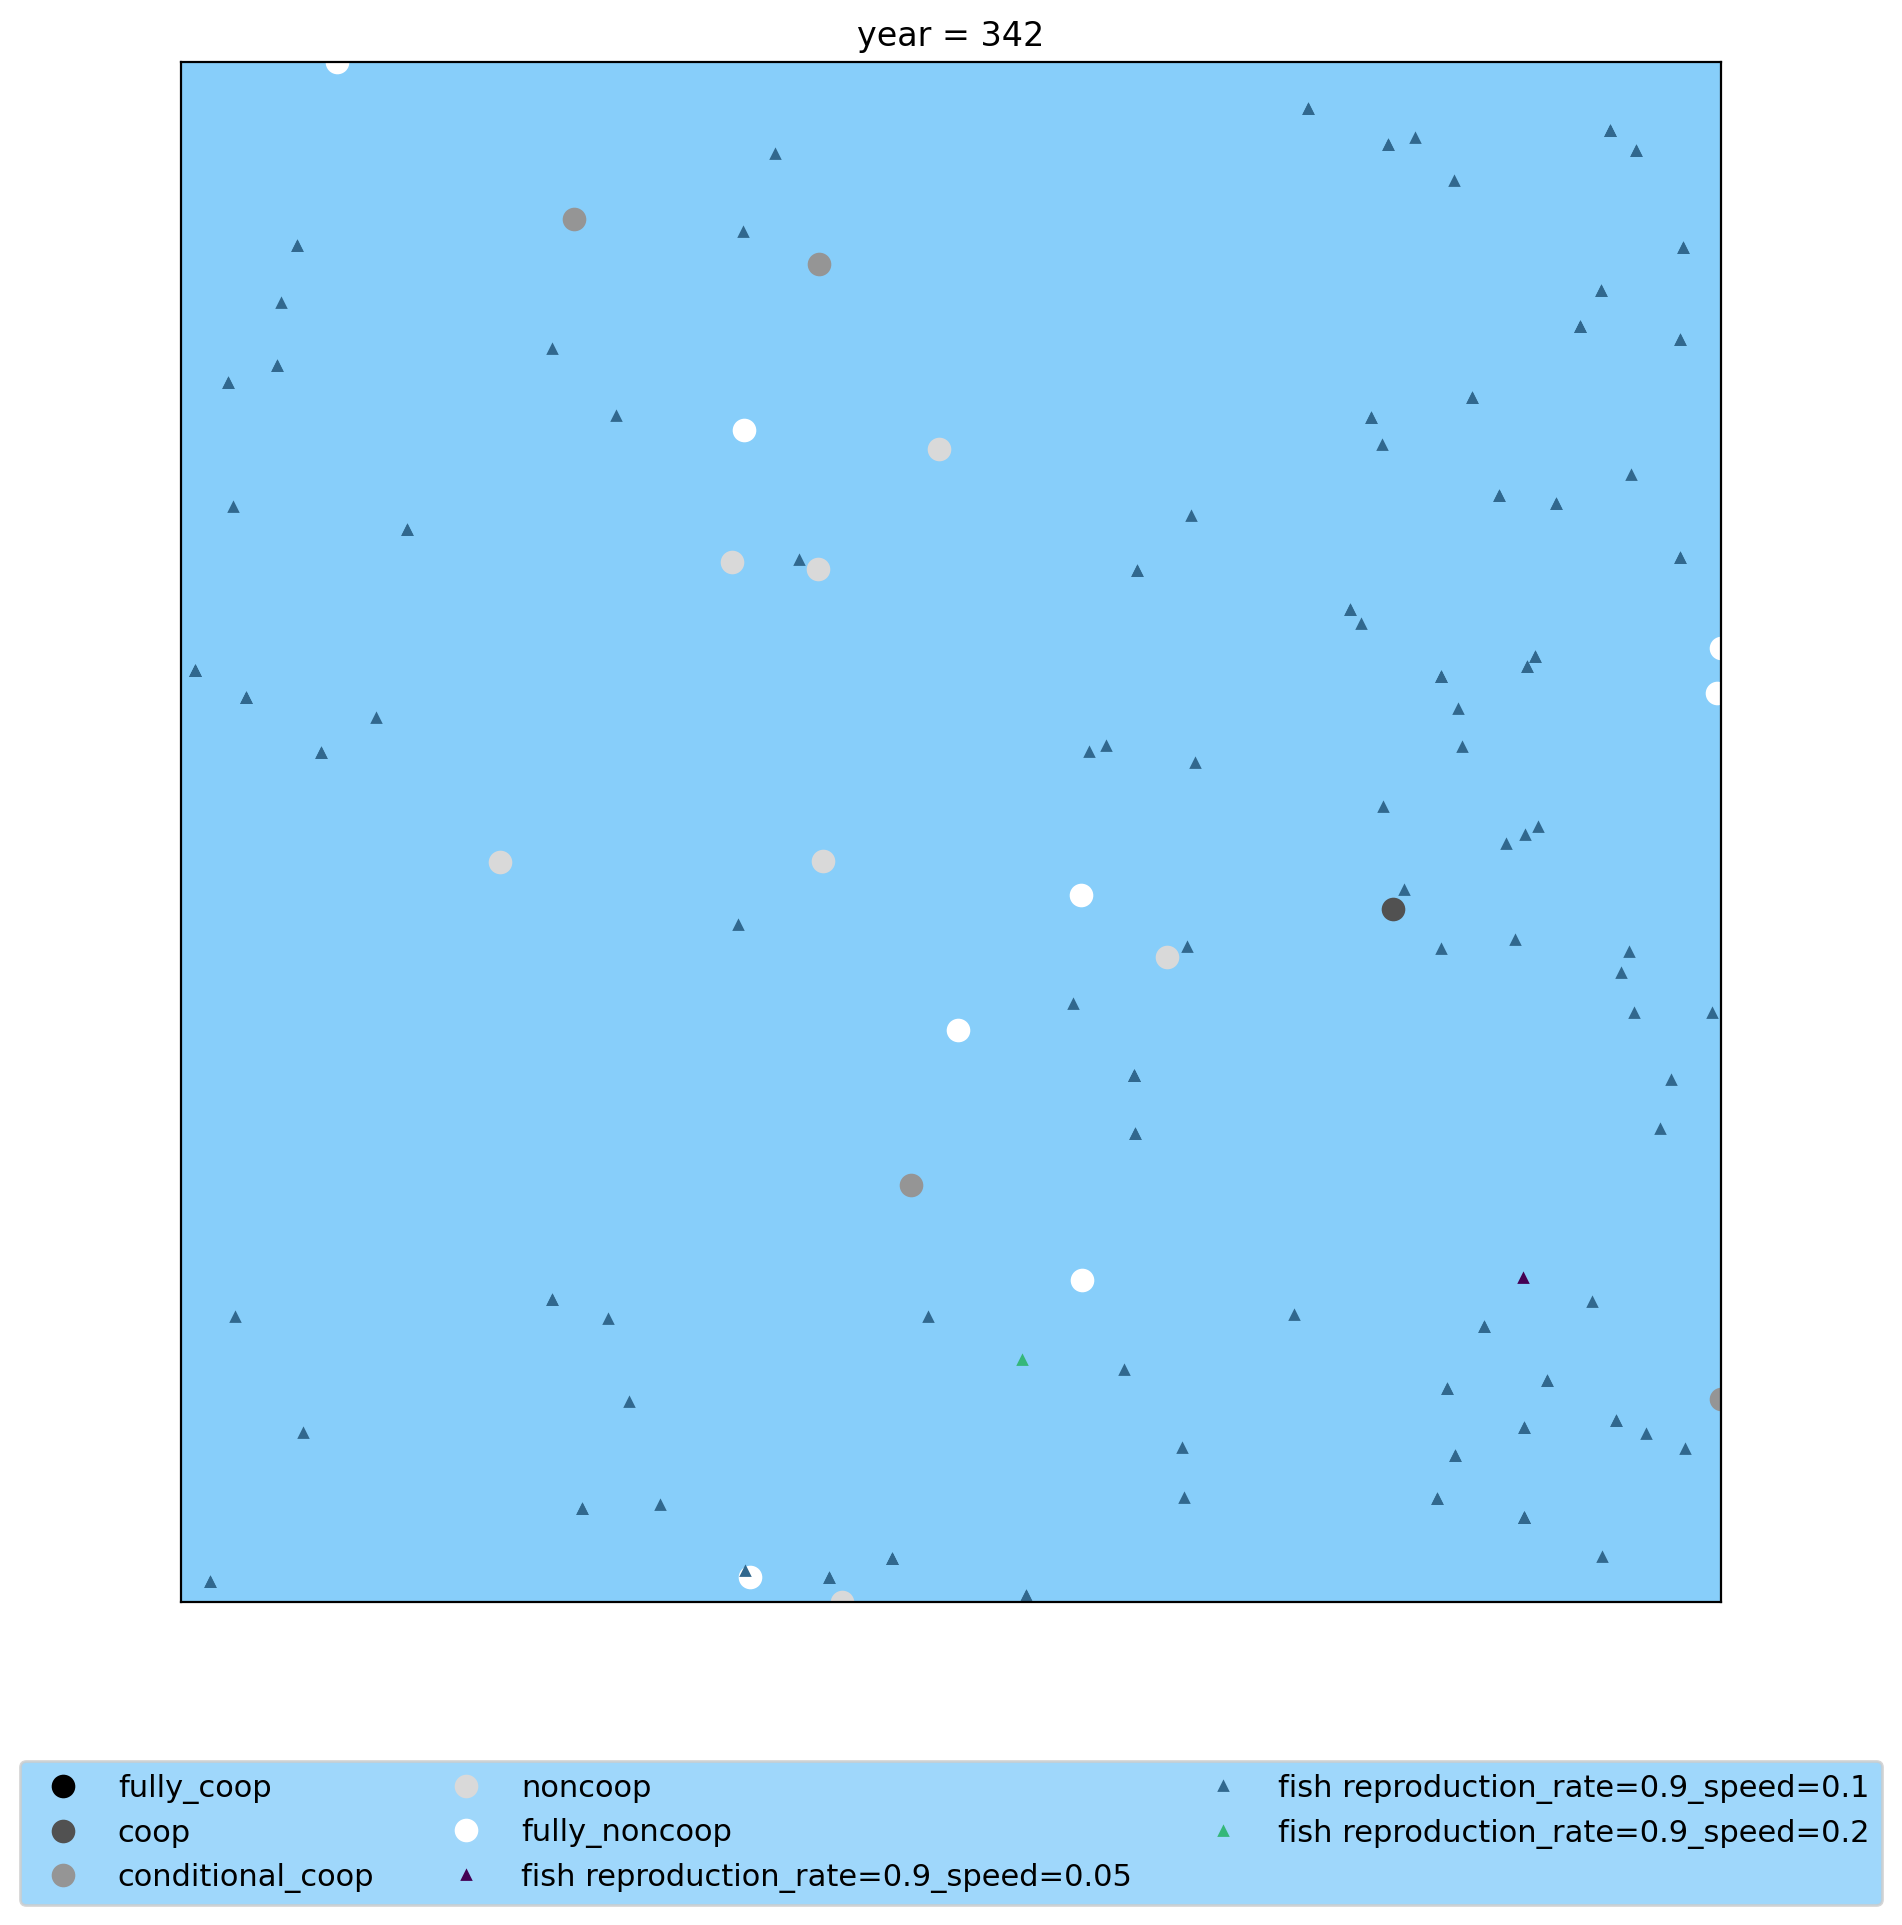 year = 342
fully_coop
coop
conditional_coop
noncoop
fully_noncoop
fish reproduction_rate=0.9_speed=0.05
fish reproduction_rate=0.9_speed=0.1
fish reproduction_rate=0.9_speed=0.2